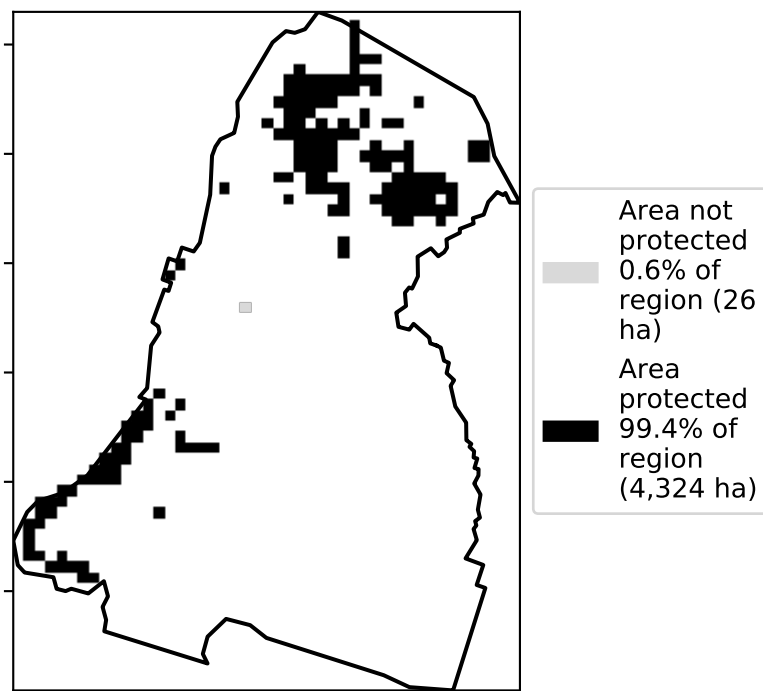 Area not
protected
0.6% of
region (26
ha)
Area
protected
99.4% of
region
(4,324 ha)